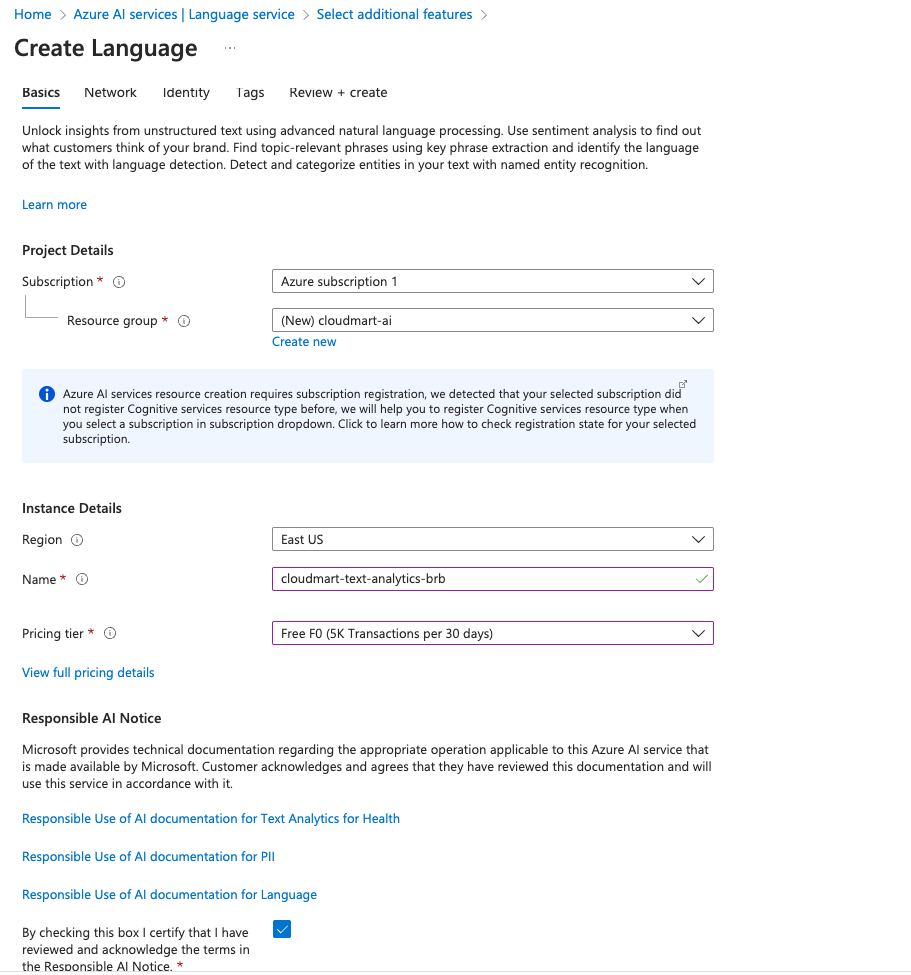 Home > Azure AI services | Language service > Select additional features >
Create Language ...
Basics Network Identity Tags Review + create
Unlock insights from unstructured text using advanced natural language processing. Use sentiment analysis to find out
what customers think of your brand. Find topic-relevant phrases using key phrase extraction and identify the language
of the text with language detection. Detect and categorize entities in your text with named entity recognition.
Learn more
Project Details
Subscription * Azure subscription 1
Resource group * (New) cloudmart-ai
Create new
Azure AI services resource creation requires subscription registration, we detected that your selected subscription did
not register Cognitive services resource type before, we will help you to register Cognitive services resource type when
you select a subscription in subscription dropdown. Click to learn more how to check registration state for your selected
subscription.
Instance Details
Region East US
Name * cloudmart-text-analytics-brb
Pricing tier * Free F0 (5K Transactions per 30 days)
View full pricing details
Responsible AI Notice
Microsoft provides technical documentation regarding the appropriate operation applicable to this Azure AI service that
is made available by Microsoft. Customer acknowledges and agrees that they have reviewed this documentation and will
use this service in accordance with it.
Responsible Use of AI documentation for Text Analytics for Health
Responsible Use of AI documentation for PII
Responsible Use of AI documentation for Language
By checking this box I certify that I have
reviewed and acknowledge the terms in
the Responsible AI Notice. *